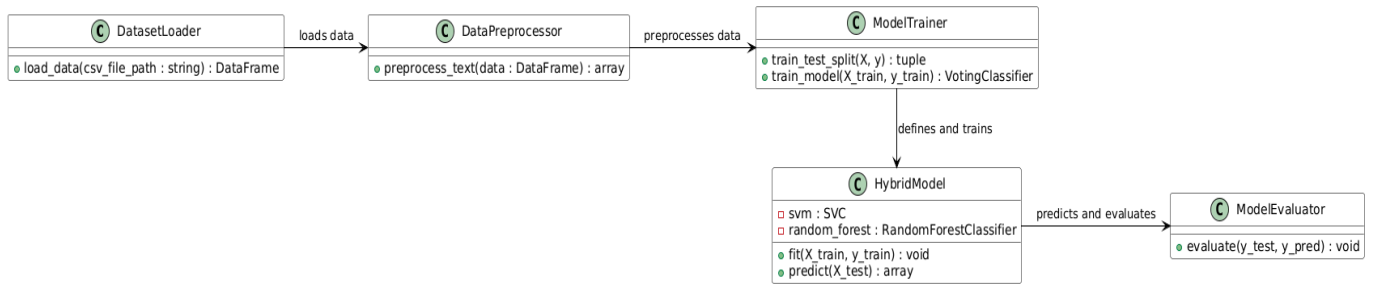 C DatasetLoader
load_data(csv_file_path : string) : DataFrame
loads data
C DataPreprocessor
preprocess_text(data : DataFrame) : array
preprocesses data
C ModelTrainer
train_test_split(X, y) : tuple
train_model(X_train, y_train) : VotingClassifier
defines and trains
C HybridModel
svm : SVC
random_forest : RandomForestClassifier
fit(X_train, y_train) : void
predict(X_test) : array
predicts and evaluates
C ModelEvaluator
evaluate(y_test, y_pred) : void